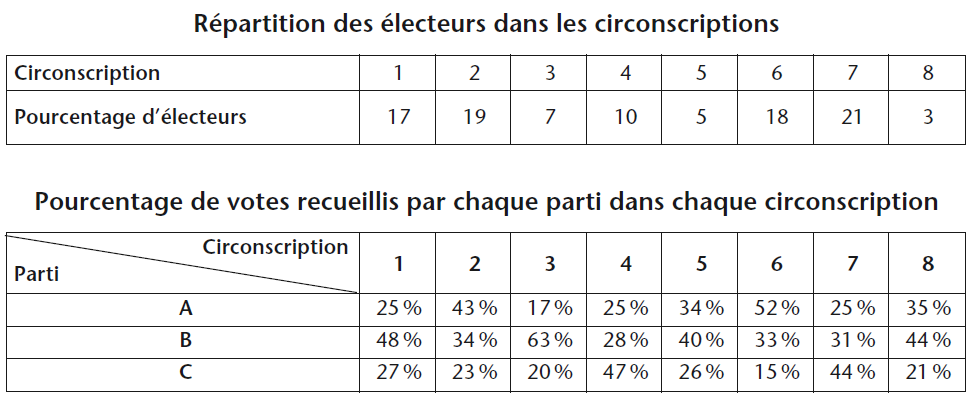 Répartition des électeurs dans les circonscriptions
Circonscription 1 2 3 4 5 6 7 8
Pourcentage d’électeurs 17 19 7 10 5 18 21 3
Pourcentage de votes recueillis par chaque parti dans chaque circonscription
Circonscription
Parti
1 2 3 4 5 6 7 8
A 25 % 43 % 17 % 25 % 34 % 52 % 25 % 35 %
B 48 % 34 % 63 % 28 % 40 % 33 % 31 % 44 %
C 27 % 23 % 20 % 47 % 26 % 15 % 44 % 21 %